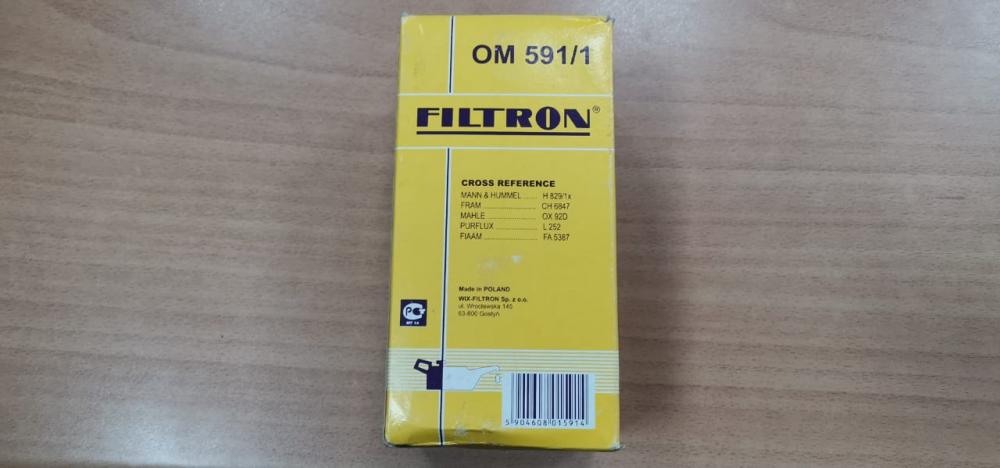 OM 591/1
FILTRON®
CROSS REFERENCE
MANN & HUMMEL ...... H 829/1x
FRAM ........................ CH 6847
MAHLE ...................... OX 92D
PURFLUX ................... L 252
FIAAM ........................ FA 5387
Made in POLAND
WIX-FILTRON Sp. z o.o.
ul. Wrocławska 145
63-800 Gostyń
5 904608 015914